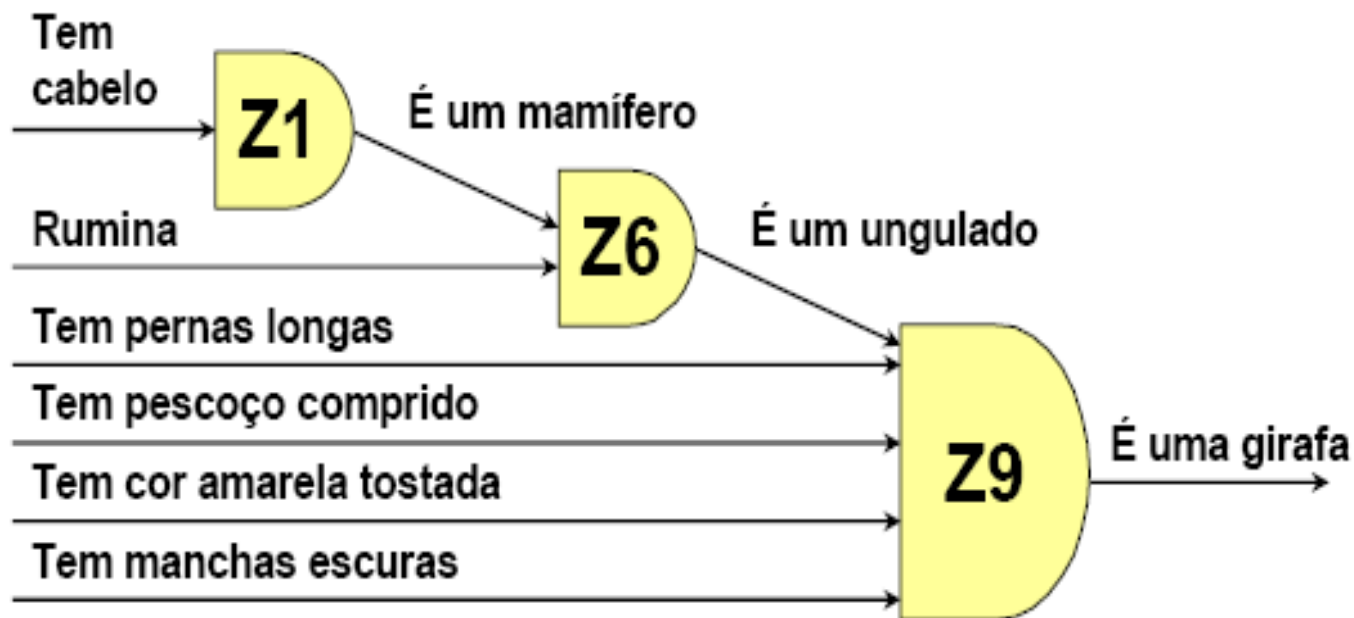 Tem
cabelo
Z1
É um mamífero
Rumina
Z6
É um ungulado
Tem pernas longas
Tem pescoço comprido
Z9
É uma girafa
Tem cor amarela tostada
Tem manchas escuras